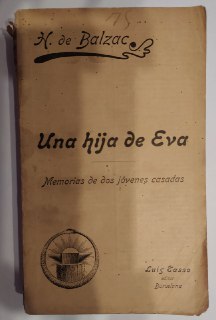 H. de Balzac
Una hija de Eva
Memorias de dos jóvenes casadas
Luis Tasso
Barcelona